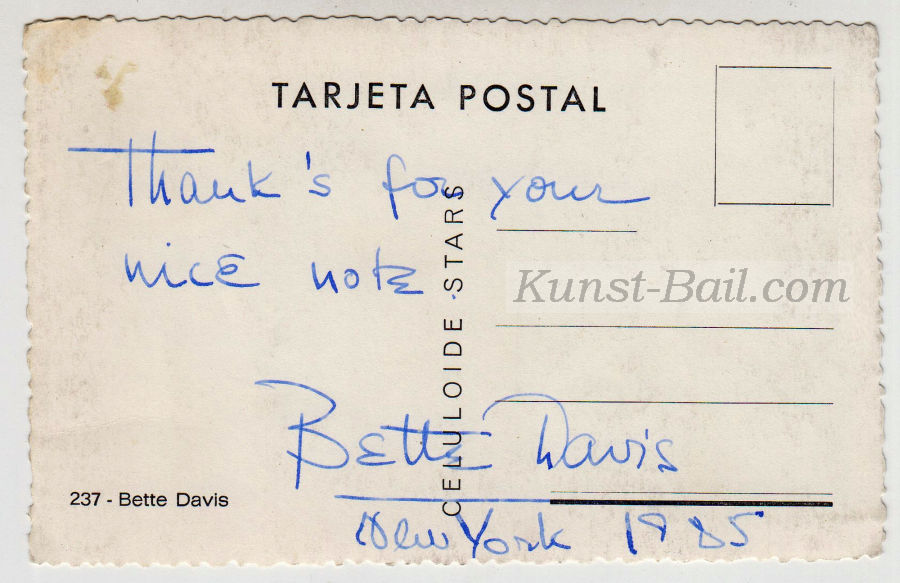 TARJETA POSTAL
Thank's for your
nice note.
CELULOIDE STARS
Kunst-Bail.com
Bette Davis
237 - Bette Davis
New York 1985